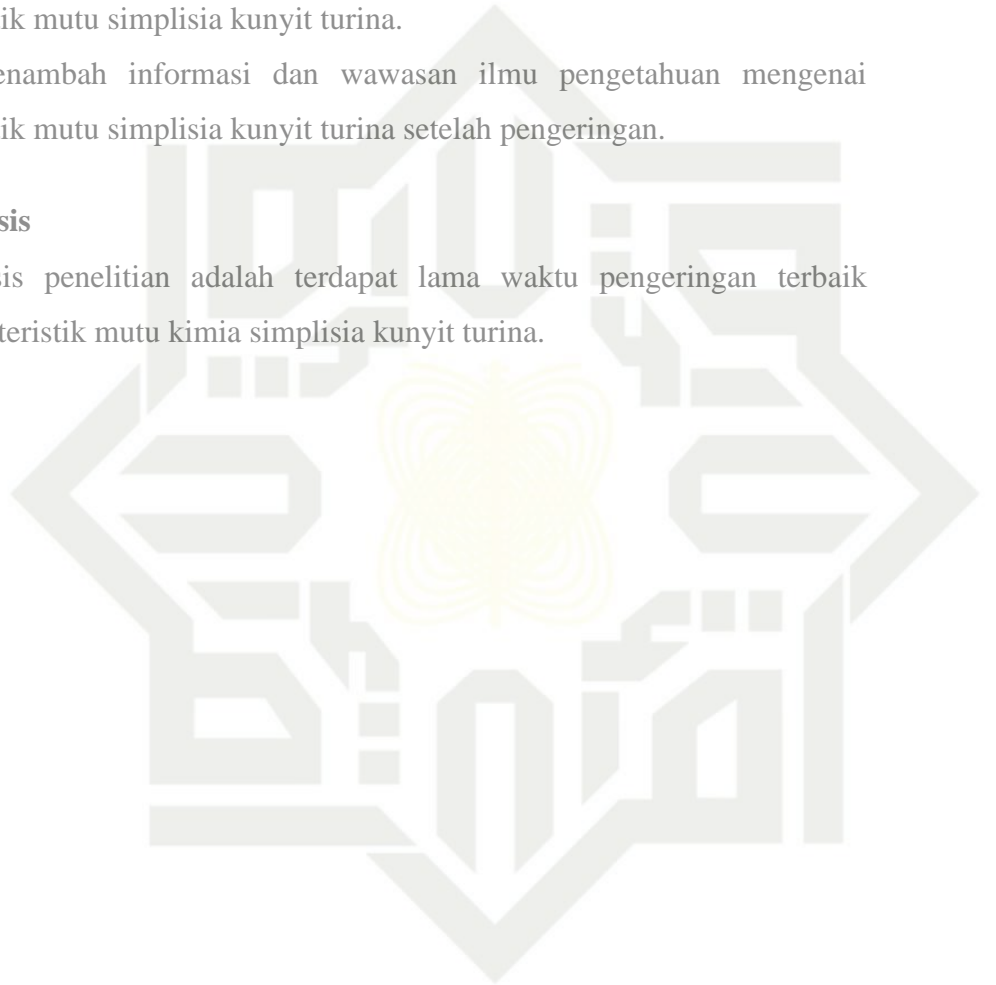 ik mutu simplisia kunyit turina.
enambah informasi dan wawasan ilmu pengetahuan mengenai
ik mutu simplisia kunyit turina setelah pengeringan.
sis
sis penelitian adalah terdapat lama waktu pengeringan terbaik
teristik mutu kimia simplisia kunyit turina.